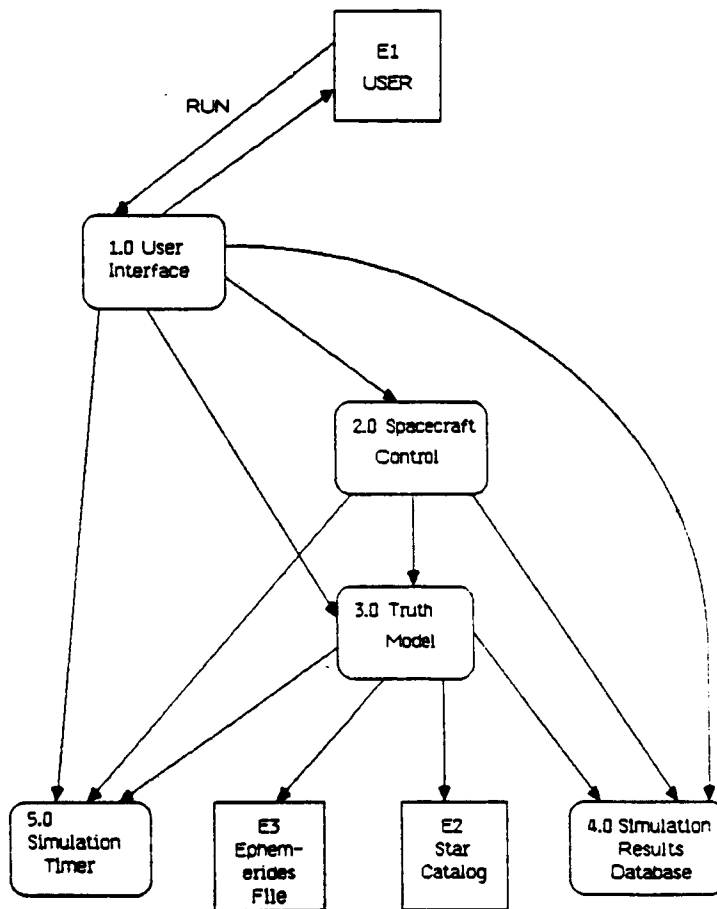 E1
USER
RUN
1.0 User
Interface
2.0 Spacecraft
Control
3.0 Truth
Model
5.0
Simulation
Timer
E3
Ephem-
erides
File
E2
Star
Catalog
4.0 Simulation
Results
Database